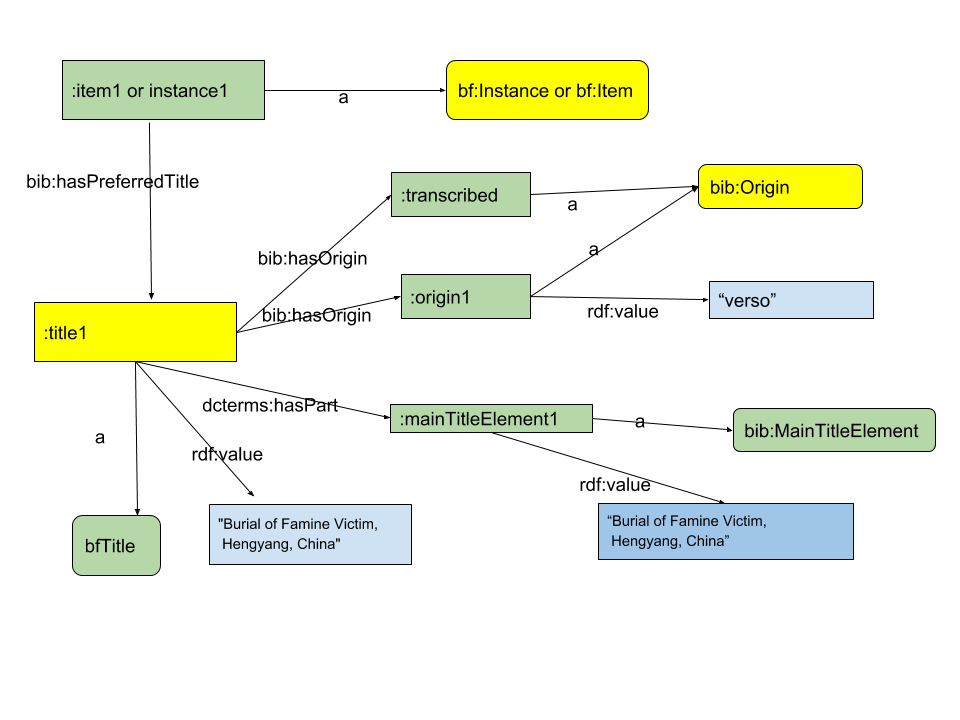 :item1 or instance1
a
bf:Instance or bf:Item
bib:hasPreferredTitle
:transcribed
a
bib:Origin
bib:hasOrigin
a
:origin1
bib:hasOrigin
rdf:value
“verso”
:title1
dcterms:hasPart
:mainTitleElement1
a
bib:MainTitleElement
a
rdf:value
rdf:value
bfTitle
"Burial of Famine Victim,
Hengyang, China"
“Burial of Famine Victim,
Hengyang, China”